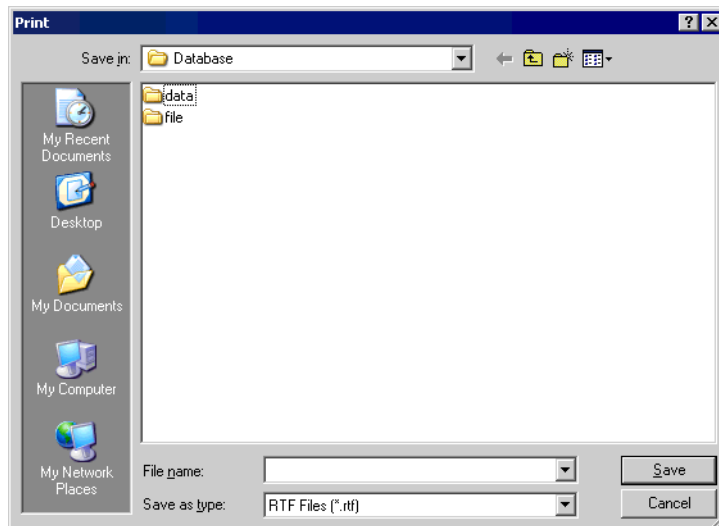 Print
Save in: Database
data
file
My Recent
Documents
Desktop
My Documents
My Computer
My Network
Places
File name:
Save
Save as type: RTF Files (*.rtf)
Cancel